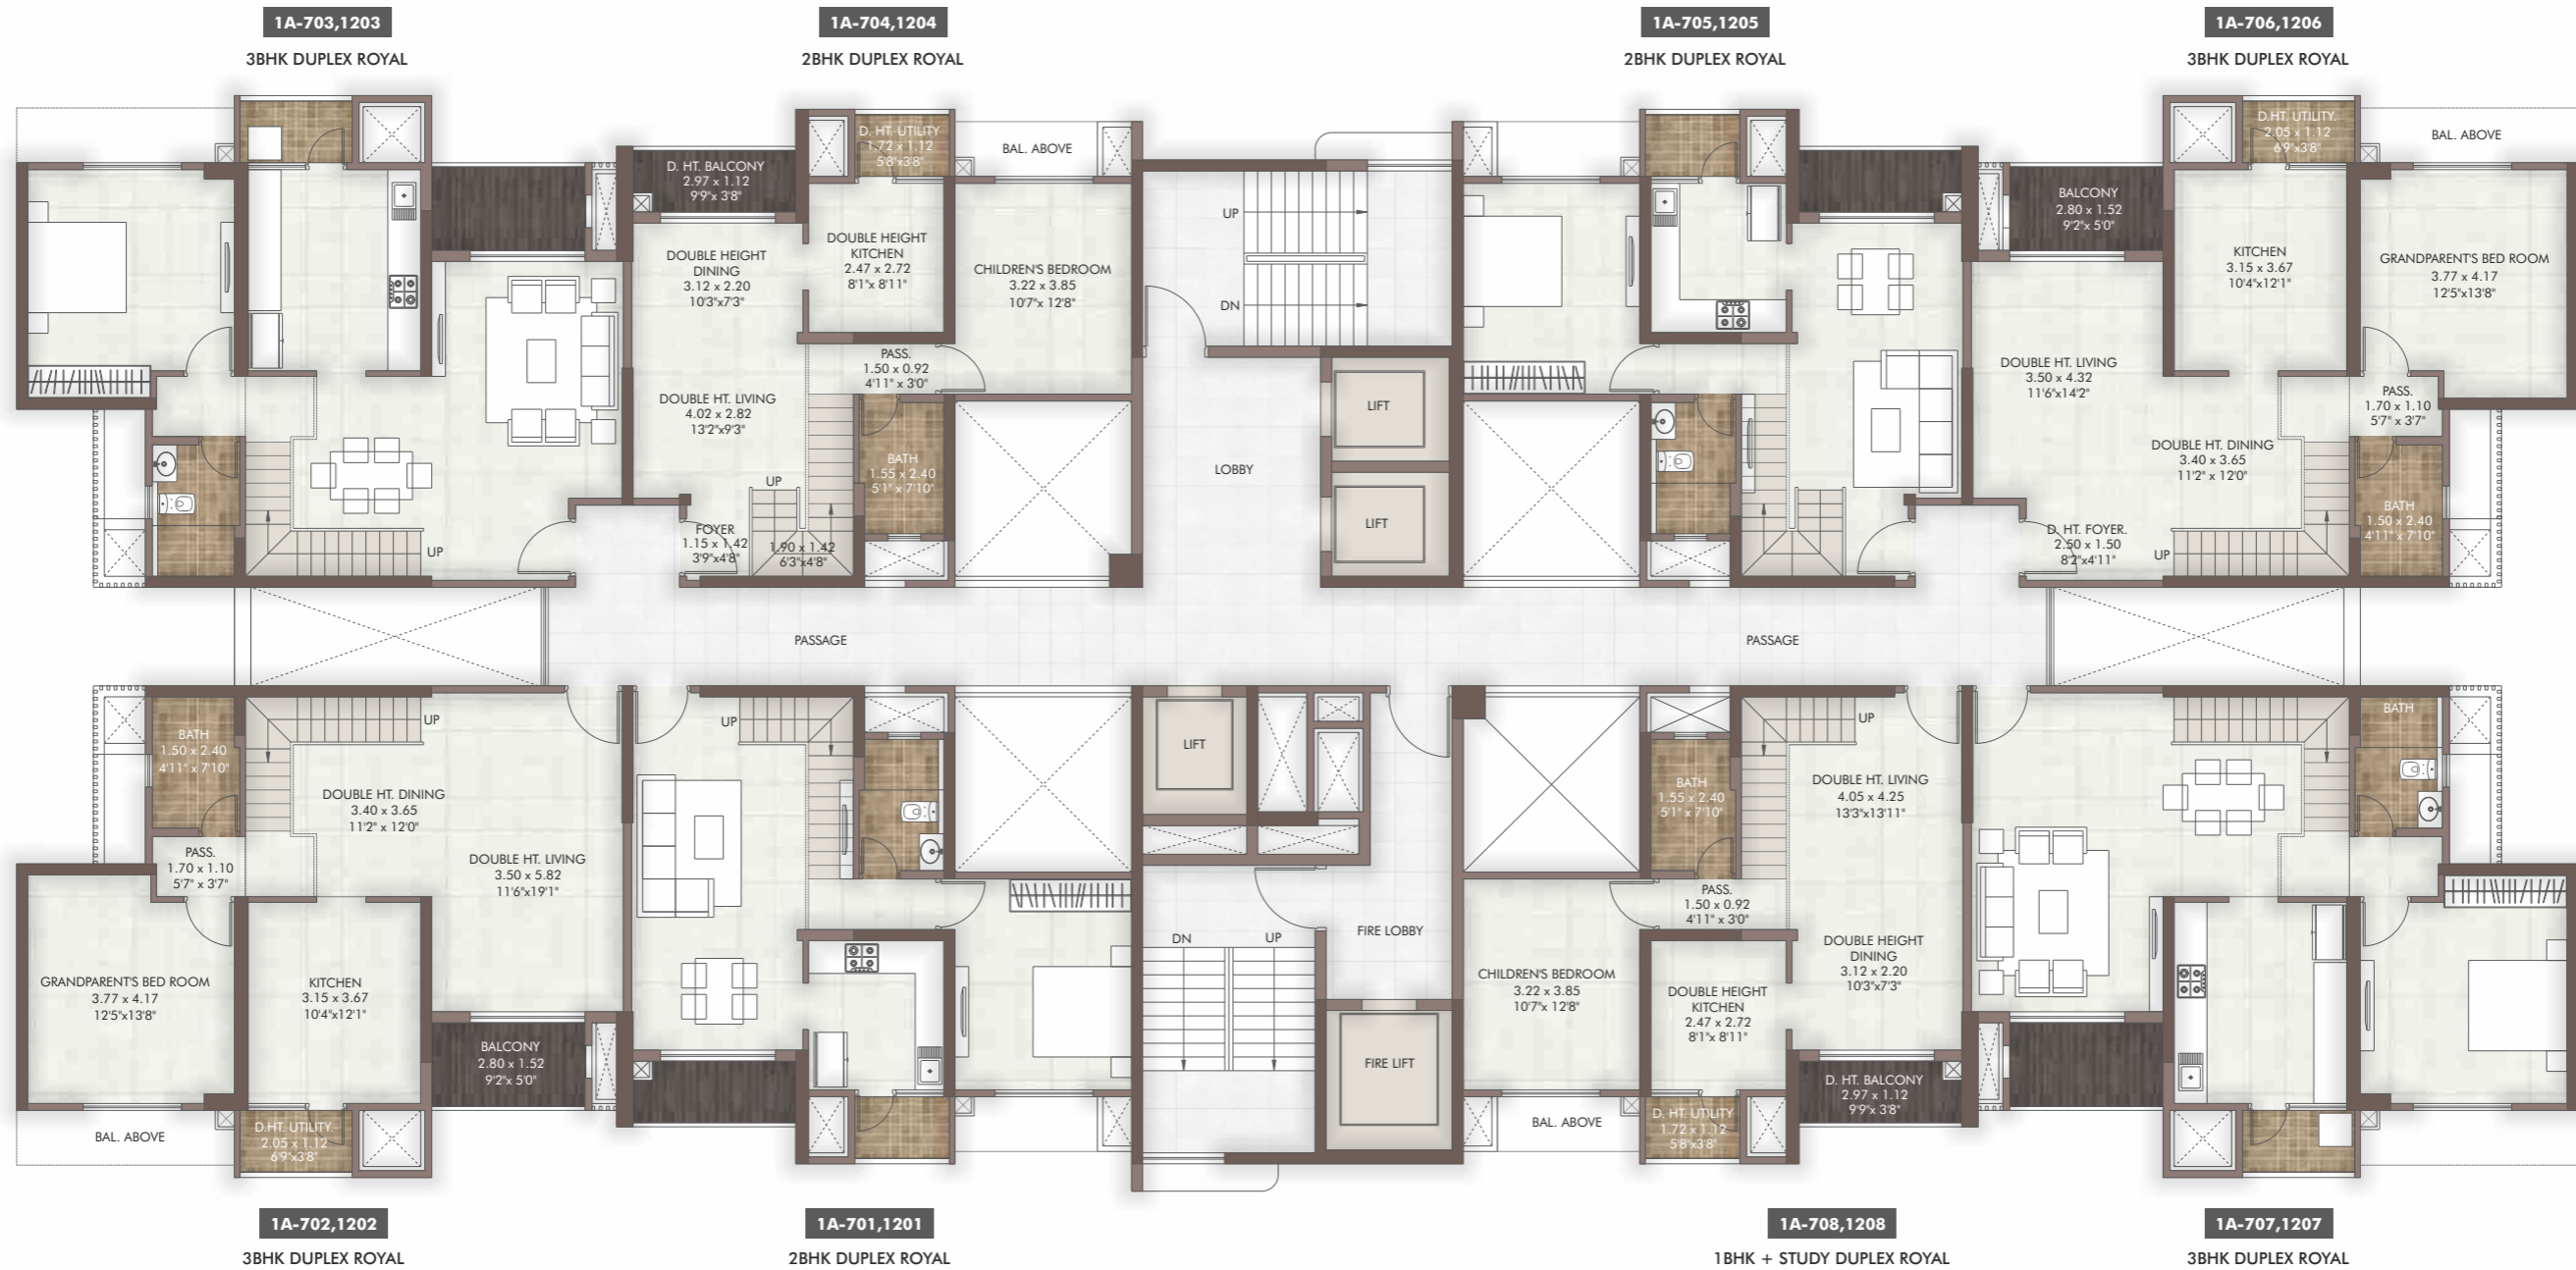 1A-703,1203
3BHK DUPLEX ROYAL
1A-704,1204
2BHK DUPLEX ROYAL
1A-705,1205
2BHK DUPLEX ROYAL
1A-706,1206
3BHK DUPLEX ROYAL
D. HT. BALCONY
2.97 x 1.12
9'9"x 3'8"
D. HT. UTILITY
1.72 x 1.12
5'8"x3'8"
BAL. ABOVE
DOUBLE HEIGHT
DINING
3.12 x 2.20
10'3"x7'3"
DOUBLE HEIGHT
KITCHEN
2.47 x 2.72
8'1"x 8'11"
CHILDREN'S BEDROOM
3.22 x 3.85
10'7"x 12'8"
PASS.
1.50 x 0.92
4'11" x 3'0"
DOUBLE HT. LIVING
4.02 x 2.82
13'2"x9'3"
BATH
1.55 x 2.40
5'1" x 7'10"
UP
FOYER
1.15 x 1.42
3'9"x4'8"
1.90 x 1.42
6'3"x4'8"
UP
UP
DN
LOBBY
LIFT
LIFT
D.HT. UTILITY.
2.05 x 1.12
6'9"x3'8"
BAL. ABOVE
BALCONY
2.80 x 1.52
9'2"x 5'0"
KITCHEN
3.15 x 3.67
10'4"x12'1"
GRANDPARENT'S BED ROOM
3.77 x 4.17
12'5"x13'8"
DOUBLE HT. LIVING
3.50 x 4.32
11'6"x14'2"
PASS.
1.70 x 1.10
5'7" x 3'7"
DOUBLE HT. DINING
3.40 x 3.65
11'2" x 12'0"
BATH
1.50 x 2.40
4'11" x 7'10"
D. HT. FOYER.
2.50 x 1.50
8'2"x4'11"
UP
PASSAGE
PASSAGE
BATH
1.50 x 2.40
4'11" x 7'10"
UP
DOUBLE HT. DINING
3.40 x 3.65
11'2" x 12'0"
PASS.
1.70 x 1.10
5'7" x 3'7"
DOUBLE HT. LIVING
3.50 x 5.82
11'6"x19'1"
GRANDPARENT'S BED ROOM
3.77 x 4.17
12'5"x13'8"
KITCHEN
3.15 x 3.67
10'4"x12'1"
BALCONY
2.80 x 1.52
9'2"x 5'0"
BAL. ABOVE
D.HT. UTILITY.
2.05 x 1.12
6'9"x3'8"
UP
LIFT
DN
UP
FIRE LOBBY
FIRE LIFT
BATH
1.55 x 2.40
5'1"x 7'10"
UP
DOUBLE HT. LIVING
4.05 x 4.25
13'3"x13'11"
PASS.
1.50 x 0.92
4'11" x 3'0"
CHILDREN'S BEDROOM
3.22 x 3.85
10'7"x 12'8"
DOUBLE HEIGHT
DINING
3.12 x 2.20
10'3"x7'3"
DOUBLE HEIGHT
KITCHEN
2.47 x 2.72
8'1"x 8'11"
D. HT. BALCONY
2.97 x 1.12
9'9"x 3'8"
BAL. ABOVE
D. HT. UTILITY
1.72 x 1.12
5'8"x3'8"
BATH
1A-702,1202
3BHK DUPLEX ROYAL
1A-701,1201
2BHK DUPLEX ROYAL
1A-708,1208
1BHK + STUDY DUPLEX ROYAL
1A-707,1207
3BHK DUPLEX ROYAL